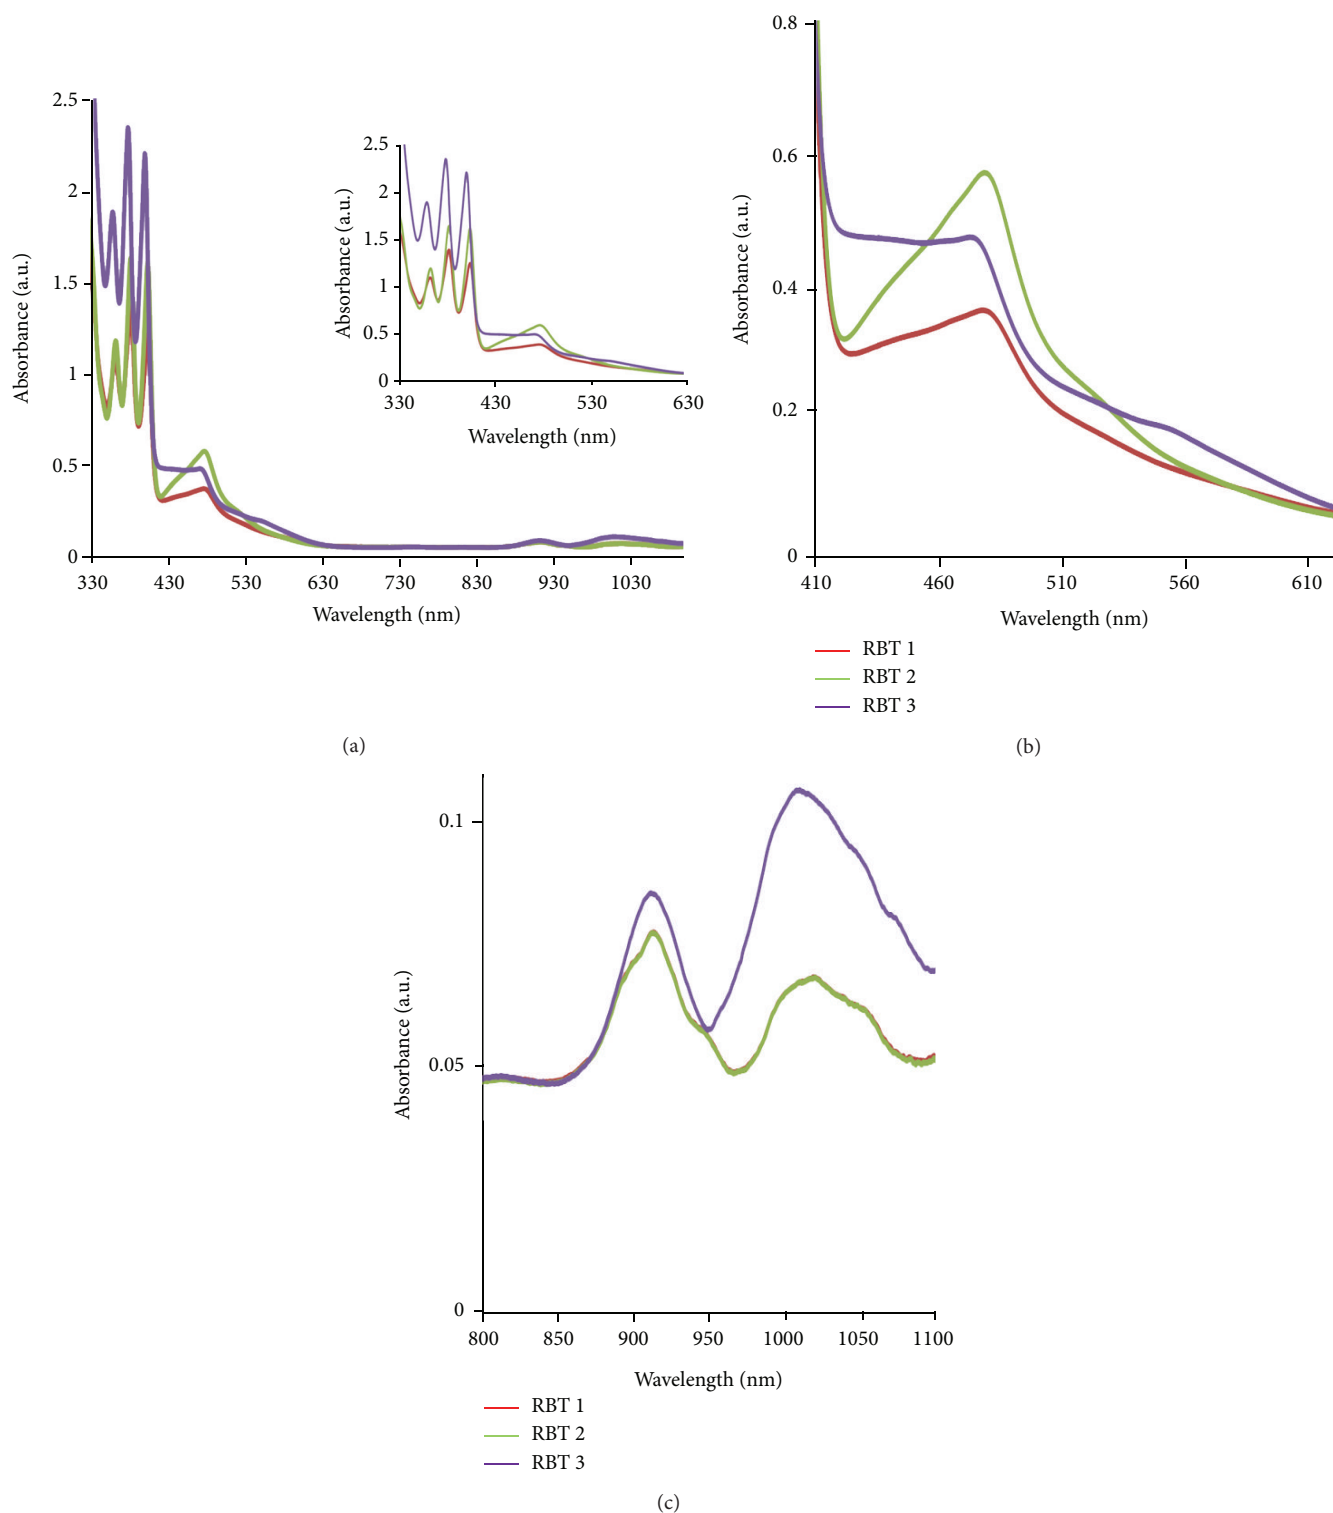 2.5
2
1.5
1
0.5
0
Absorbance (a.u.)
330 430 530 630 730 830 930 1030
Wavelength (nm)
2.5
2
1.5
1
0.5
0
Absorbance (a.u.)
330 430 530 630
Wavelength (nm)
(a)
0.8
0.6
0.4
0.2
0
Absorbance (a.u.)
410 460 510 560 610
Wavelength (nm)
RBT 1
RBT 2
RBT 3
(b)
0.1
0.05
0
Absorbance (a.u.)
800 850 900 950 1000 1050 1100
Wavelength (nm)
RBT 1
RBT 2
RBT 3
(c)